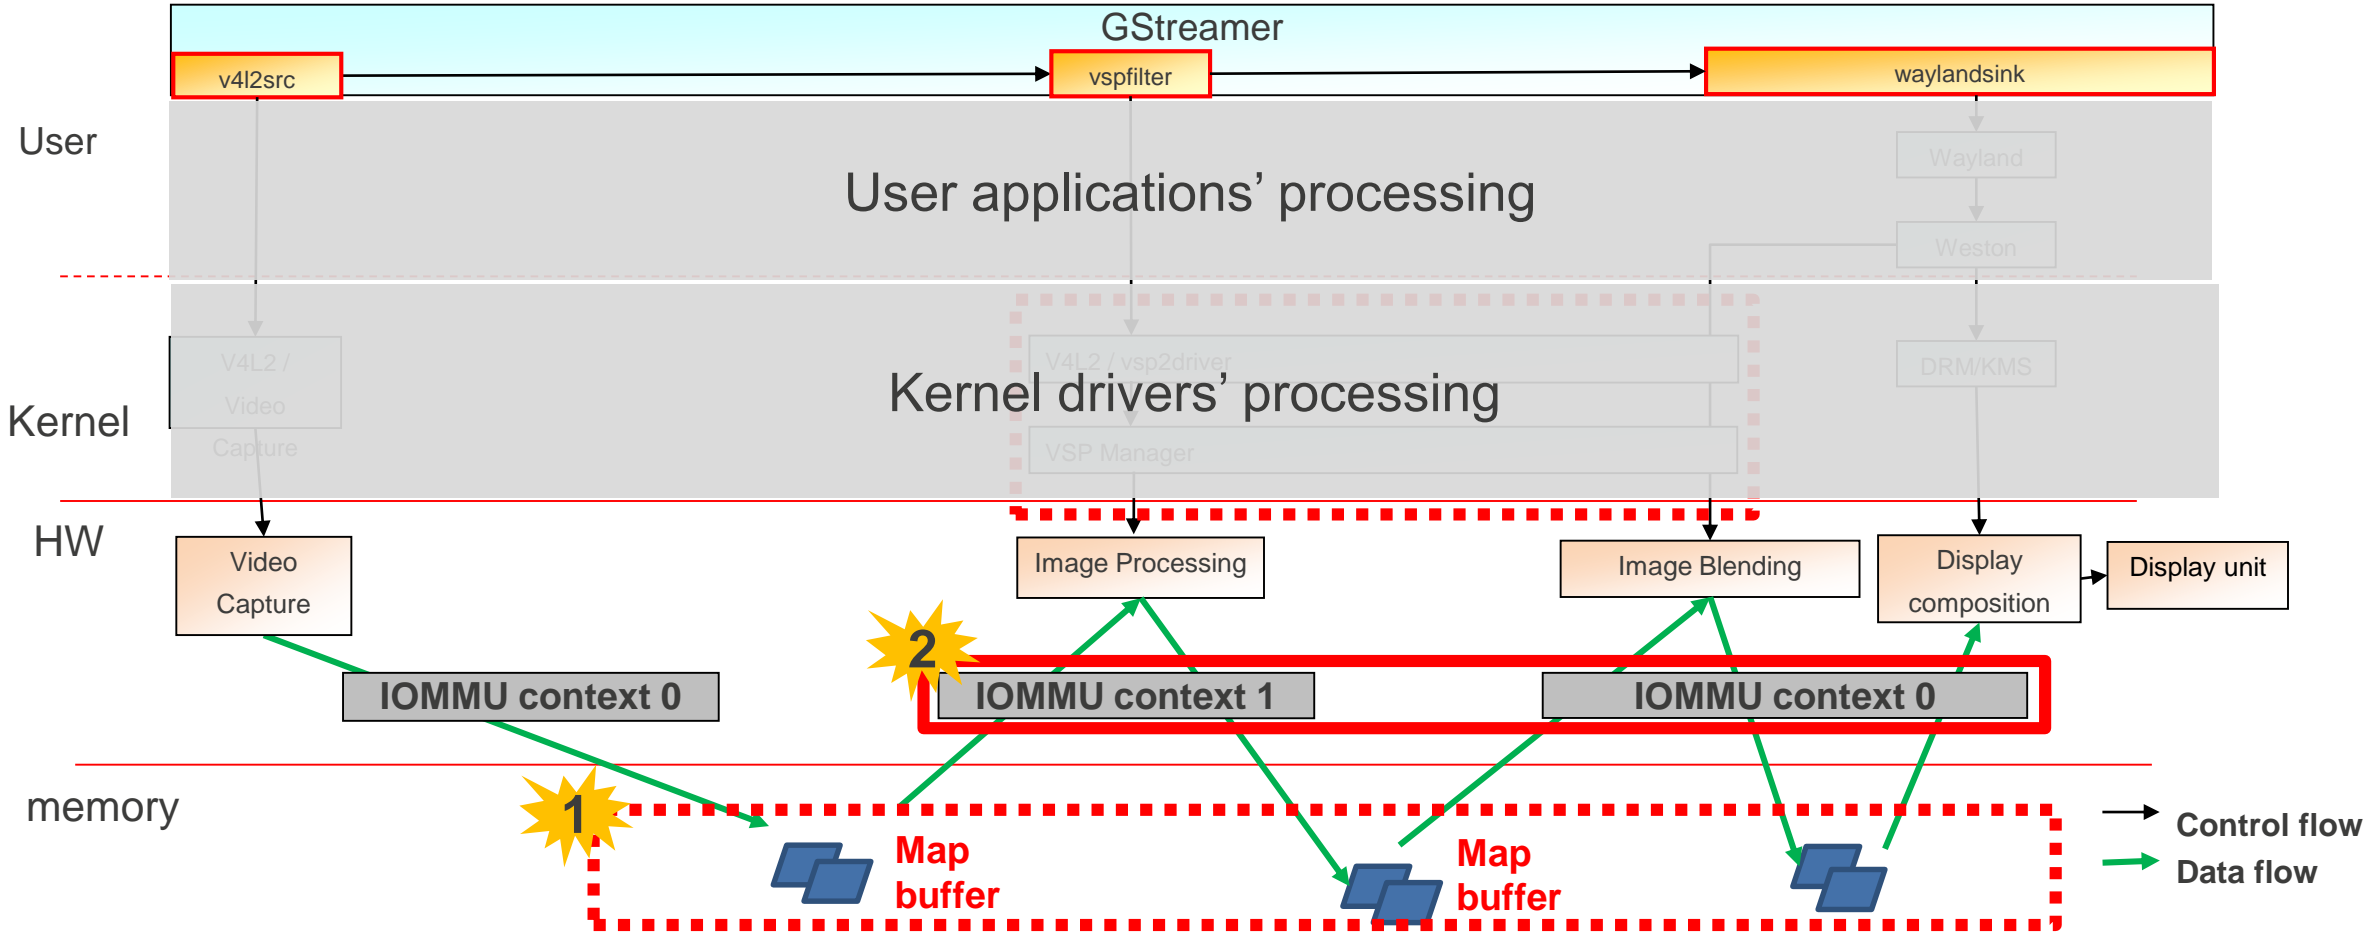 GStreamer
v4l2src
vspfilter
waylandsink
User
Wayland
User applications’ processing
Weston
V4L2 /
Video
Capture
V4L2 / vsp2driver
DRM/KMS
Kernel drivers’ processing
Kernel
VSP Manager
HW
Video
Capture
Image Processing
Image Blending
Display
composition
Display unit
2
IOMMU context 0
IOMMU context 1
IOMMU context 0
memory
1
Map
buffer
Map
buffer
Control flow
Data flow